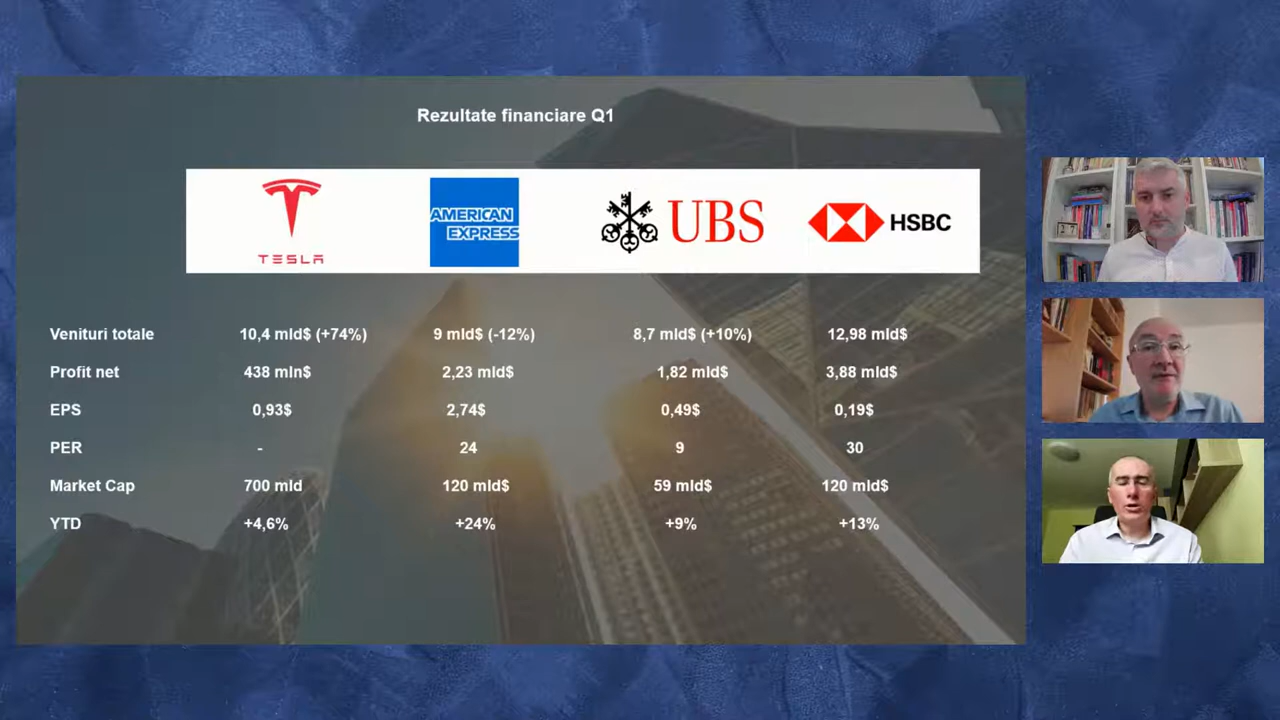 Rezultate financiare Q1
TESLA
AMERICAN
EXPRESS
UBS
HSBC
Venituri totale 10,4 mld$ (+74%) 9 mld$ (-12%) 8,7 mld$ (+10%) 12,98 mld$
Profit net 438 mln$ 2,23 mld$ 1,82 mld$ 3,88 mld$
EPS 0,93$ 2,74$ 0,49$ 0,19$
PER - 24 9 30
Market Cap 700 mld 120 mld$ 59 mld$ 120 mld$
YTD +4,6% +24% +9% +13%